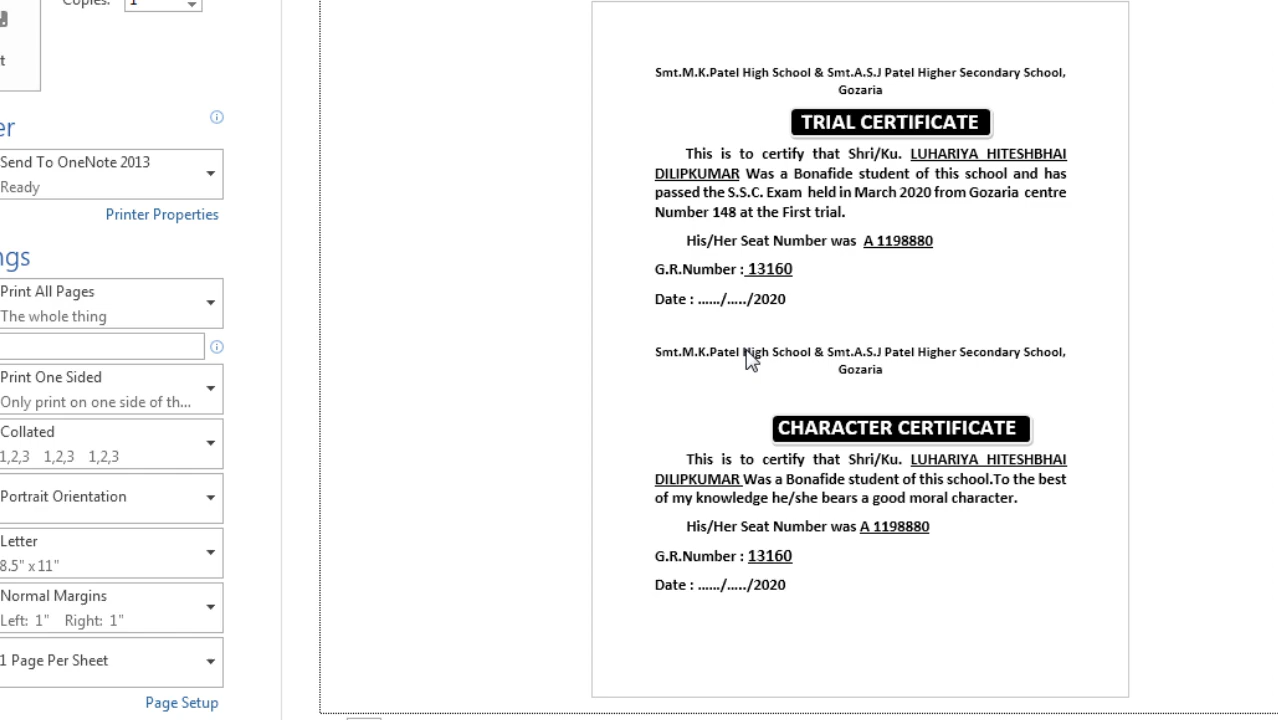 Copies: 1
t
er
Send To OneNote 2013
Ready
Printer Properties
ngs
Print All Pages
The whole thing
Print One Sided
Only print on one side of th...
Collated
1,2,3 1,2,3 1,2,3
Portrait Orientation
Letter
8.5" x 11"
Normal Margins
Left: 1" Right: 1"
1 Page Per Sheet
Page Setup
Smt.M.K.Patel High School & Smt.A.S.J Patel Higher Secondary School,
Gozaria
TRIAL CERTIFICATE
This is to certify that Shri/Ku. LUHARIYA HITESHBHAI
DILIPKUMAR Was a Bonafide student of this school and has
passed the S.S.C. Exam held in March 2020 from Gozaria centre
Number 148 at the First trial.
His/Her Seat Number was A 1198880
G.R.Number : 13160
Date : ....../...../2020
Smt.M.K.Patel High School & Smt.A.S.J Patel Higher Secondary School,
Gozaria
CHARACTER CERTIFICATE
This is to certify that Shri/Ku. LUHARIYA HITESHBHAI
DILIPKUMAR Was a Bonafide student of this school.To the best
of my knowledge he/she bears a good moral character.
His/Her Seat Number was A 1198880
G.R.Number : 13160
Date : ....../...../2020